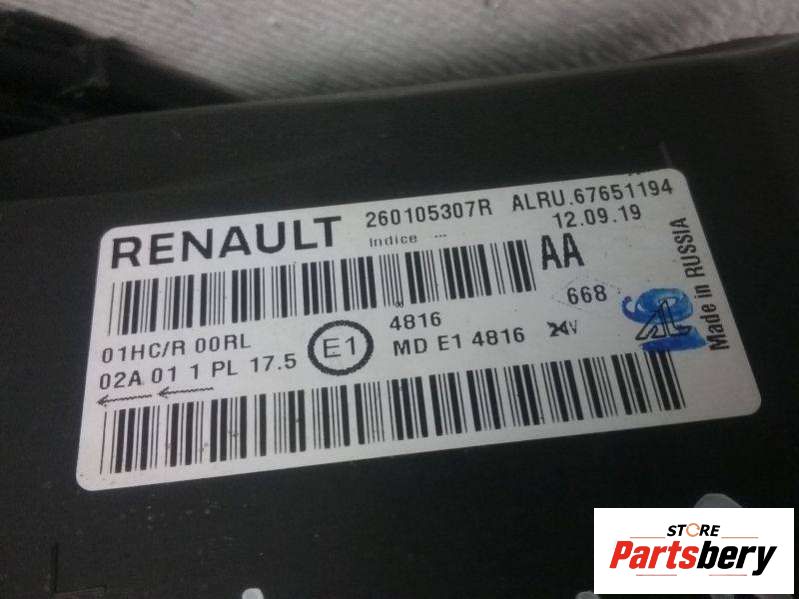 RENAULT 260105307R ALRU.67651194
Indice --- 12.09.19
AA
668
01HC/R 00RL E1 4816
02A 01 1 PL 17.5 MD E1 4816 24V
Made in RUSSIA
STORE
Partsbery